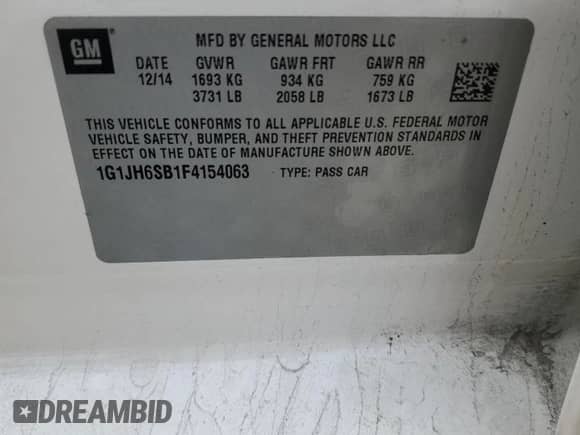 GM
MFD BY GENERAL MOTORS LLC
DATE GVWR GAWR FRT GAWR RR
12/14 1693 KG 934 KG 759 KG
3731 LB 2058 LB 1673 LB
THIS VEHICLE CONFORMS TO ALL APPLICABLE U.S. FEDERAL MOTOR
VEHICLE SAFETY, BUMPER, AND THEFT PREVENTION STANDARDS IN
EFFECT ON THE DATE OF MANUFACTURE SHOWN ABOVE.
1G1JH6SB1F4154063 TYPE: PASS CAR
DREAMBID